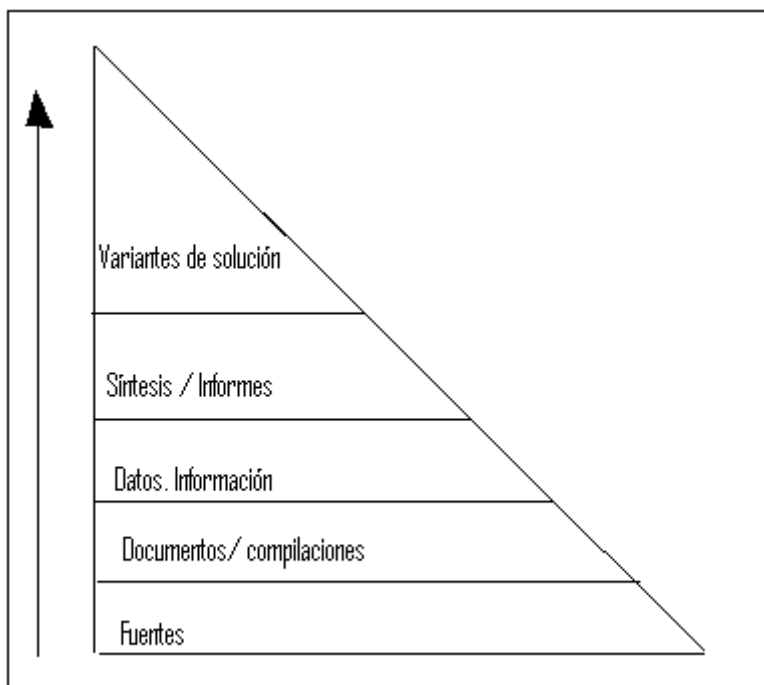 Variantes de solución
Síntesis / Informes
Datos. Información
Documentos/ compilaciones
Fuentes